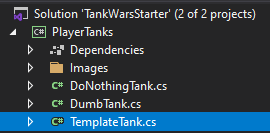 Solution 'TankWarsStarter' (2 of 2 projects)
C# PlayerTanks
Dependencies
Images
C# DoNothingTank.cs
C# DumbTank.cs
C# TemplateTank.cs